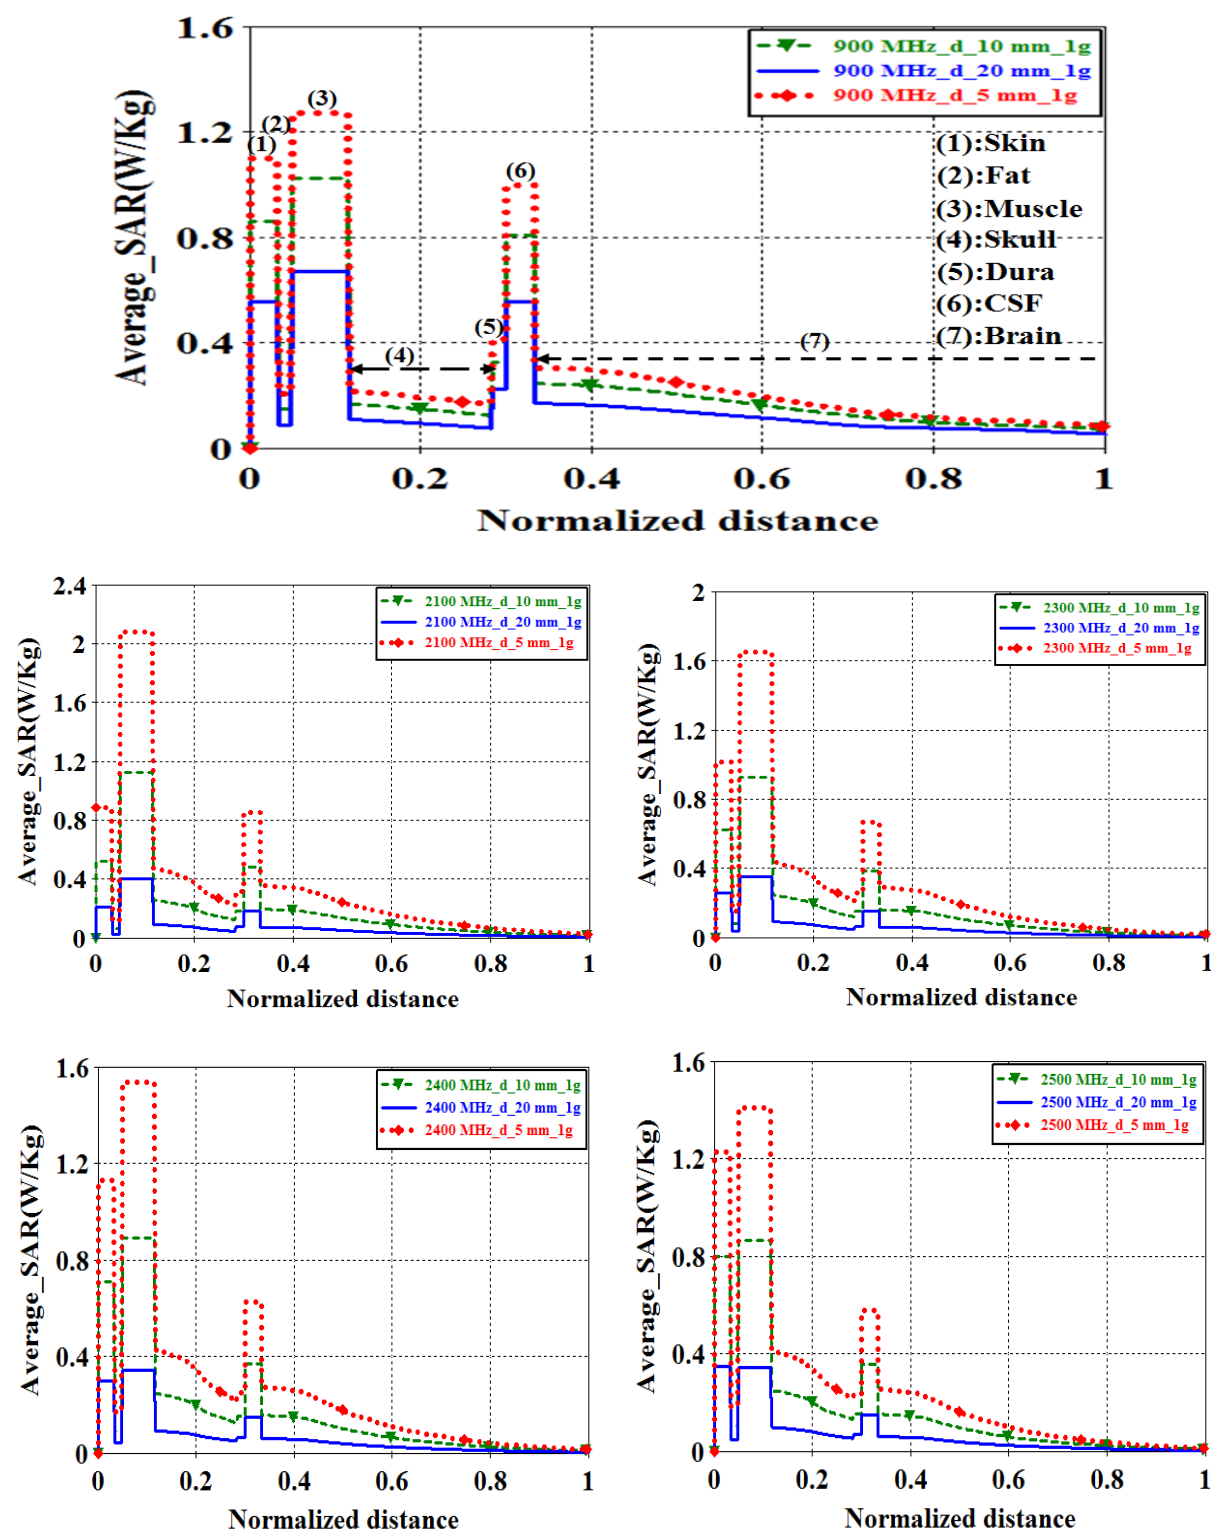 1.6
1.2
0.8
0.4
0
Average_SAR(W/Kg)
900 MHz_d_10 mm_1g
900 MHz_d_20 mm_1g
900 MHz_d_5 mm_1g
(1)
(2)
(3)
(4)
(5)
(6)
(7)
(1):Skin
(2):Fat
(3):Muscle
(4):Skull
(5):Dura
(6):CSF
(7):Brain
0 0.2 0.4 0.6 0.8 1
Normalized distance
2.4
2
1.6
1.2
0.8
0.4
0
Average_SAR(W/Kg)
2100 MHz_d_10 mm_1g
2100 MHz_d_20 mm_1g
2100 MHz_d_5 mm_1g
0 0.2 0.4 0.6 0.8 1
Normalized distance
2
1.6
1.2
0.8
0.4
0
Average_SAR(W/Kg)
2300 MHz_d_10 mm_1g
2300 MHz_d_20 mm_1g
2300 MHz_d_5 mm_1g
0 0.2 0.4 0.6 0.8 1
Normalized distance
1.6
1.2
0.8
0.4
0
Average_SAR(W/Kg)
2400 MHz_d_10 mm_1g
2400 MHz_d_20 mm_1g
2400 MHz_d_5 mm_1g
0 0.2 0.4 0.6 0.8 1
Normalized distance
1.6
1.2
0.8
0.4
0
Average_SAR(W/Kg)
2500 MHz_d_10 mm_1g
2500 MHz_d_20 mm_1g
2500 MHz_d_5 mm_1g
0 0.2 0.4 0.6 0.8 1
Normalized distance